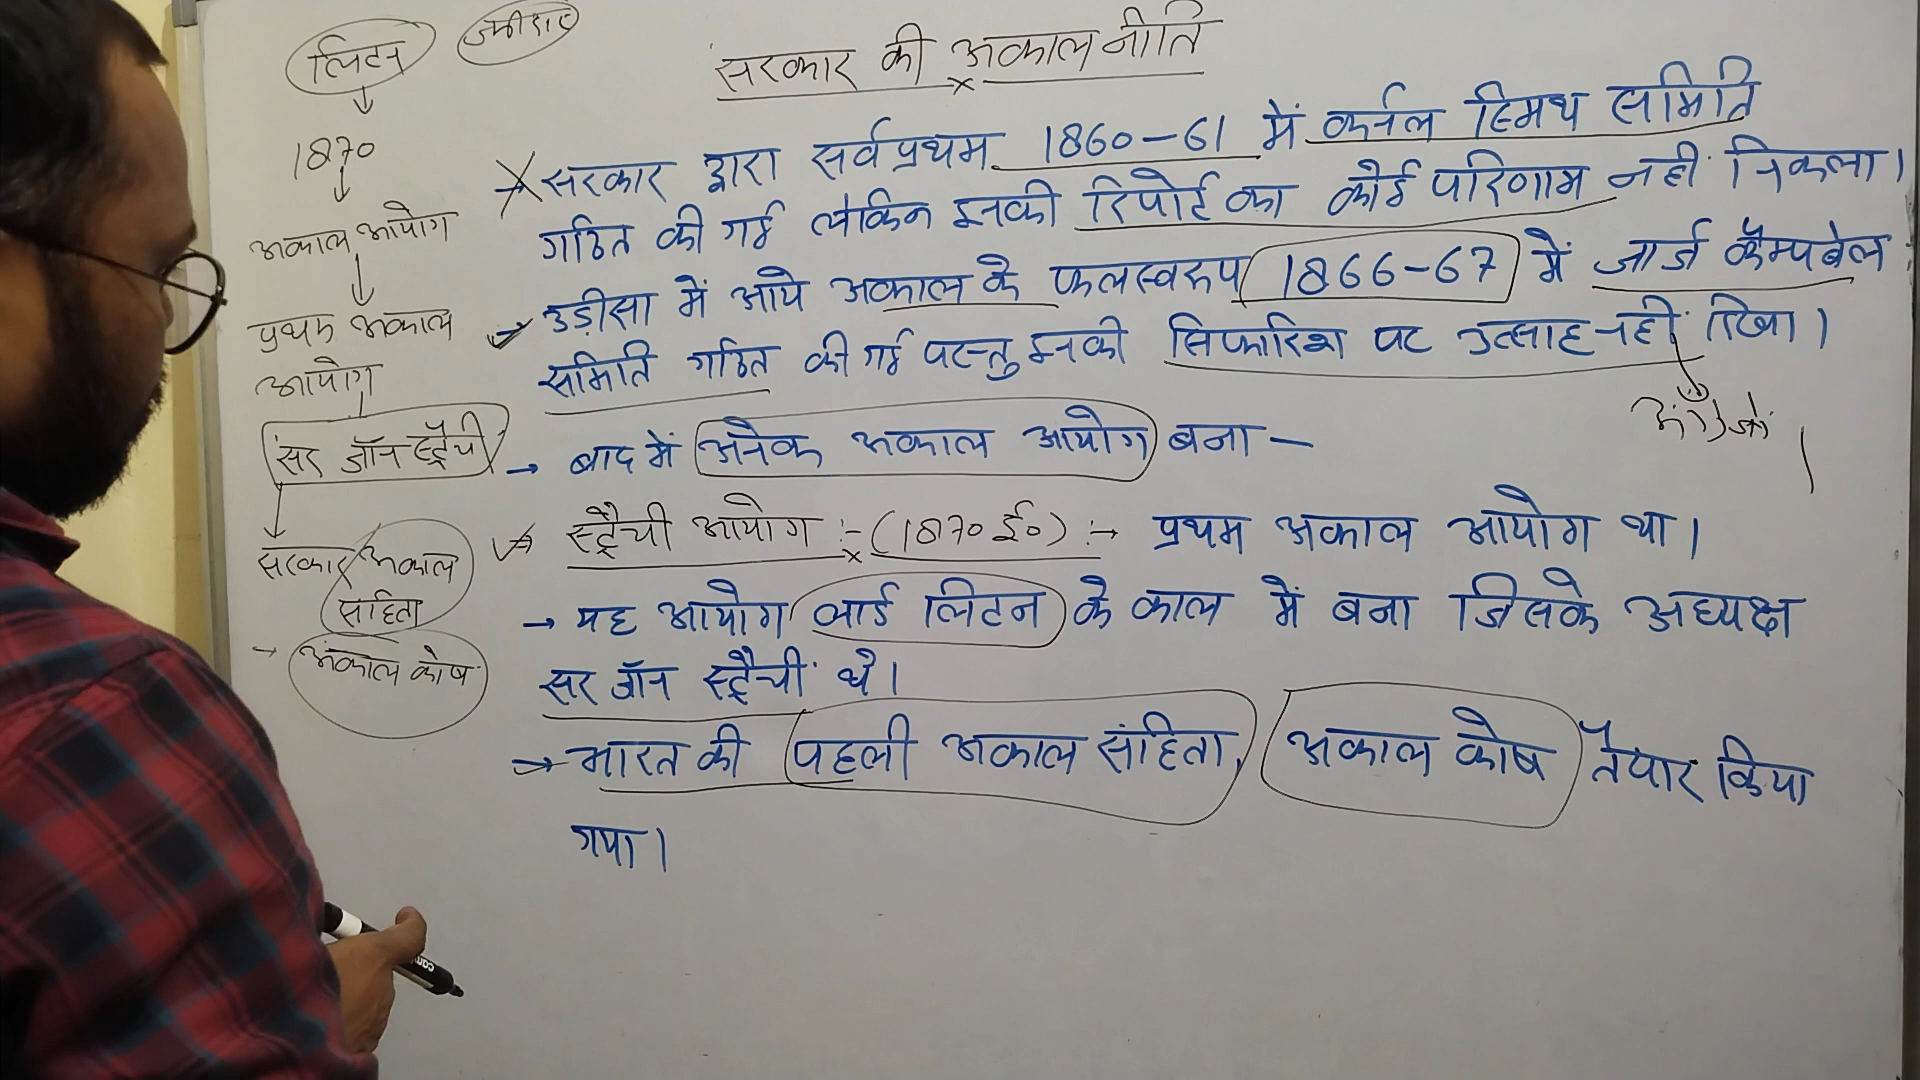 लिटन
जमींदार
1870
अकाल आयोग
प्रथम अकाल
आयोग
सर जॉन स्ट्रैची
सरकार/अकाल
संहिता
→ अकाल कोष
सरकार की अकाल नीति
→ सरकार द्वारा सर्वप्रथम 1860-61 में कर्नल स्मिथ समिति
गठित की गई लेकिन इनकी रिपोर्ट का कोई परिणाम नहीं निकला।
→ उड़ीसा में आये अकाल के फलस्वरुप 1866-67 में जार्ज कैम्पबेल
समिति गठित की गई परन्तु इनकी सिफारिश पर उत्साह नहीं दिखा।
→ बाद में अनेक अकाल आयोग बना —
→ स्ट्रैची आयोग :- (1870 ई०) :→ प्रथम अकाल आयोग था।
→ यह आयोग लार्ड लिटन के काल में बना जिसके अध्यक्ष
सर जॉन स्ट्रैची थे।
→ भारत की पहली अकाल संहिता, अकाल कोष तैयार किया
गया।
cam